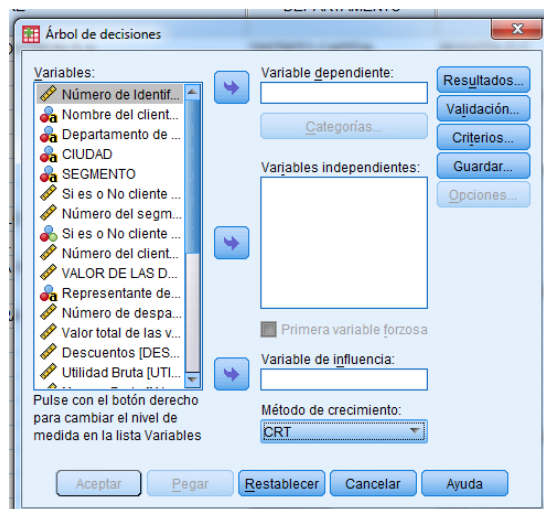 DEPARTAMENTO
Árbol de decisiones
Variables:
Número de Identif...
Nombre del client...
Departamento de ...
CIUDAD
SEGMENTO
Si es o No cliente ...
Número del segm...
Si es o No cliente ...
Número del client...
VALOR DE LAS D...
Representante de...
Número de despa...
Valor total de las v...
Descuentos [DES...
Utilidad Bruta [UTI...
Pulse con el botón derecho
para cambiar el nivel de
medida en la lista Variables
Variable dependiente:
Categorías...
Variables independientes:
Primera variable forzosa
Variable de influencia:
Método de crecimiento:
CRT
Resultados...
Validación...
Criterios...
Guardar...
Opciones...
Aceptar
Pegar
Restablecer
Cancelar
Ayuda